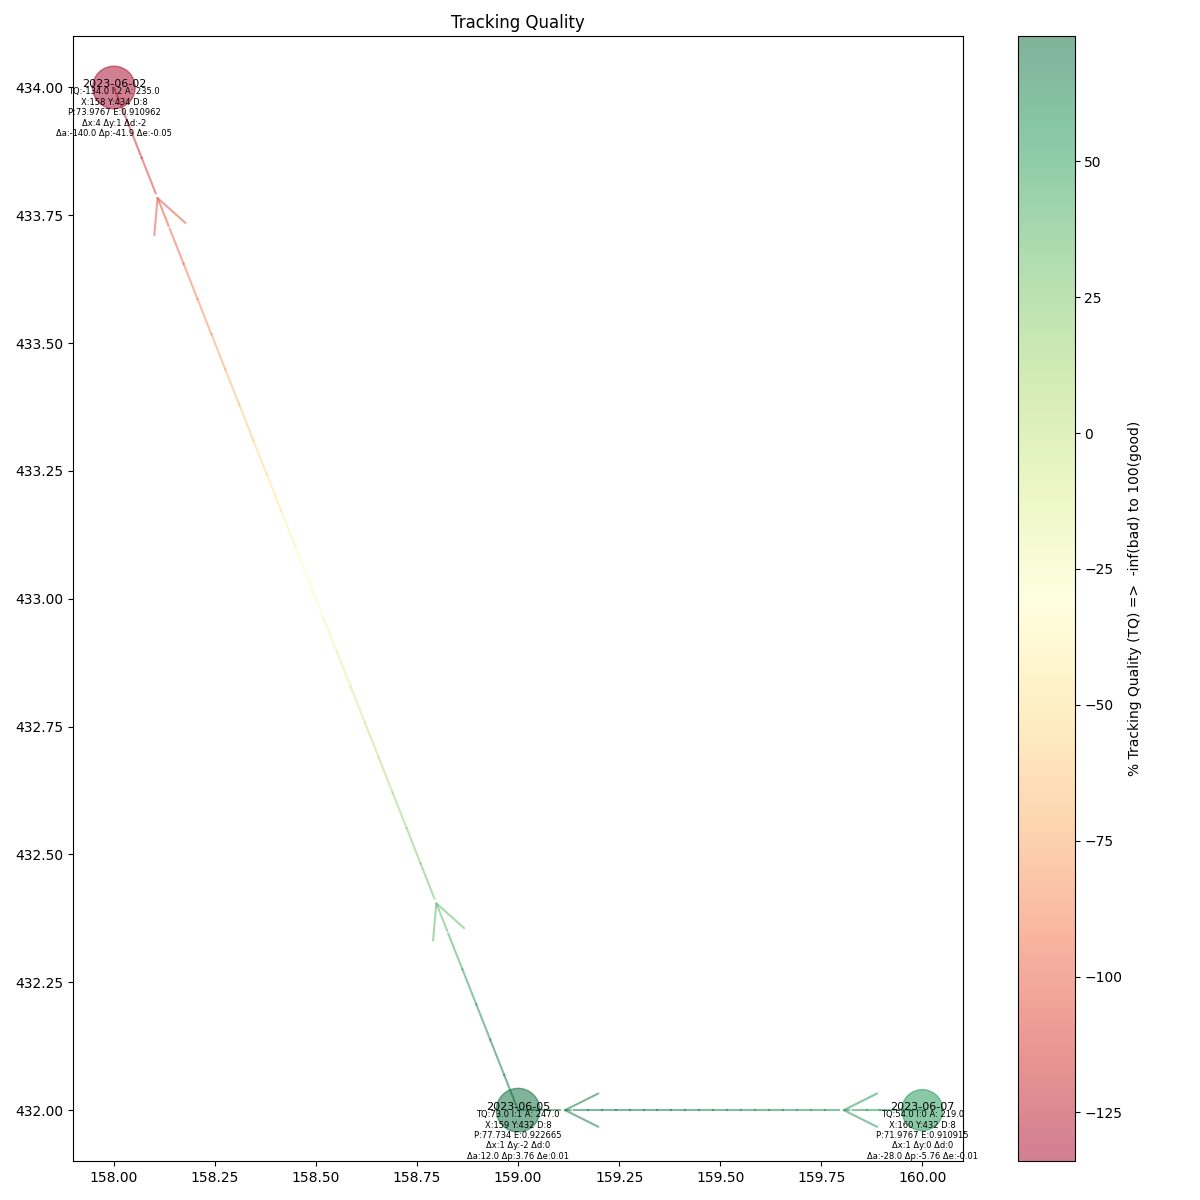 Tracking Quality
434.00
433.75
433.50
433.25
433.00
432.75
432.50
432.25
432.00
2023-06-02
TQ:-134.0 I:2 A: 235.0
X:158 Y:434 D:8
P:73.9767 E:0.910962
Δx:4 Δy:1 Δd:-2
Δa:-140.0 Δp:-41.9 Δe:-0.05
2023-06-05
TQ:73.0 I:1 A: 247.0
X:159 Y:432 D:8
P:77.734 E:0.922665
Δx:1 Δy:-2 Δd:0
Δa:12.0 Δp:3.76 Δe:0.01
2023-06-07
TQ:54.0 I:0 A: 219.0
X:160 Y:432 D:8
P:71.9767 E:0.910915
Δx:1 Δy:0 Δd:0
Δa:-28.0 Δp:-5.76 Δe:-0.01
158.00 158.25 158.50 158.75 159.00 159.25 159.50 159.75 160.00
50
25
0
−25
−50
−75
−100
−125
% Tracking Quality (TQ) => -inf(bad) to 100(good)